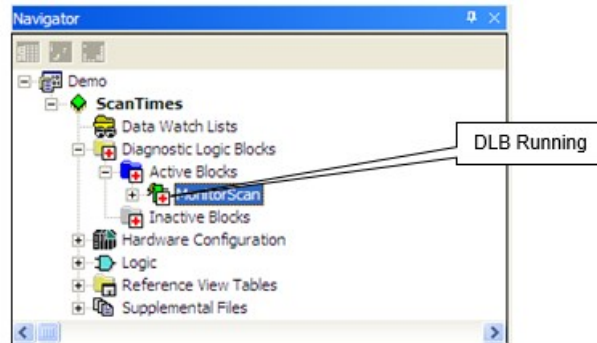 Navigator
Demo
ScanTimes
Data Watch Lists
Diagnostic Logic Blocks
DLB Running
Active Blocks
MonitorScan
Inactive Blocks
Hardware Configuration
Logic
Reference View Tables
Supplemental Files